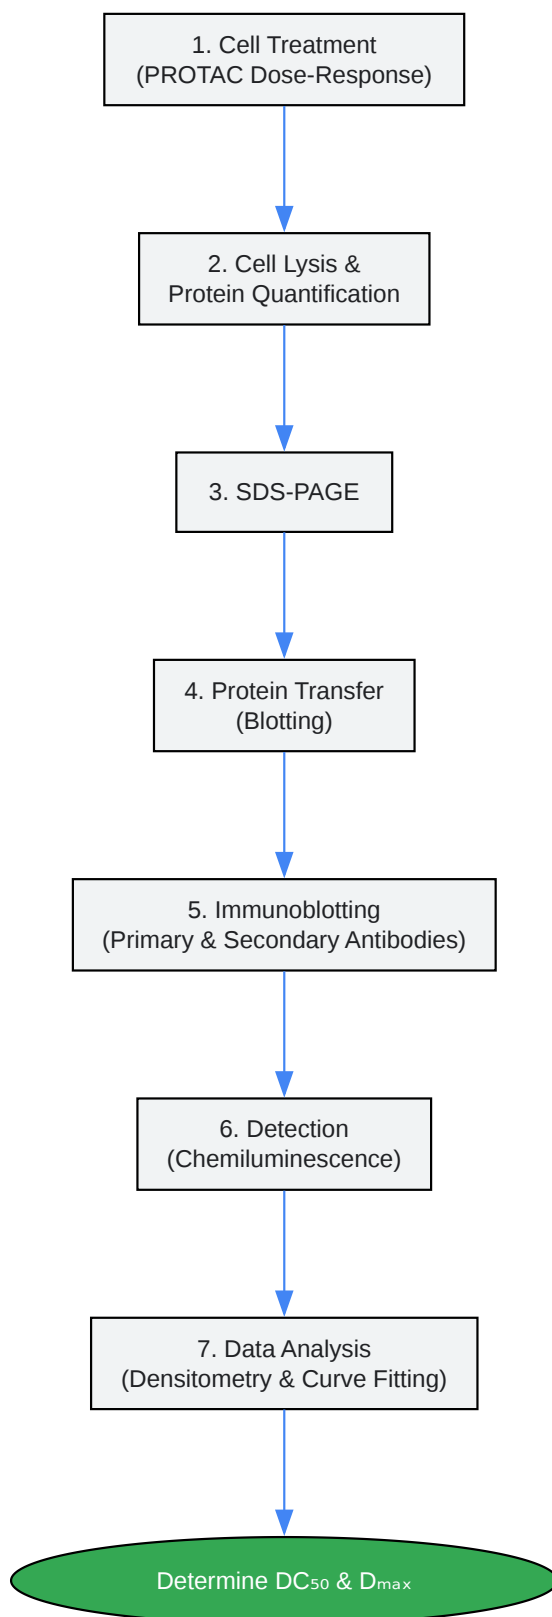 1. Cell Treatment
(PROTAC Dose-Response)
2. Cell Lysis &
Protein Quantification
3. SDS-PAGE
4. Protein Transfer
(Blotting)
5. Immunoblotting
(Primary & Secondary Antibodies)
6. Detection
(Chemiluminescence)
7. Data Analysis
(Densitometry & Curve Fitting)
Determine DC₅₀ & Dₘₐₓ